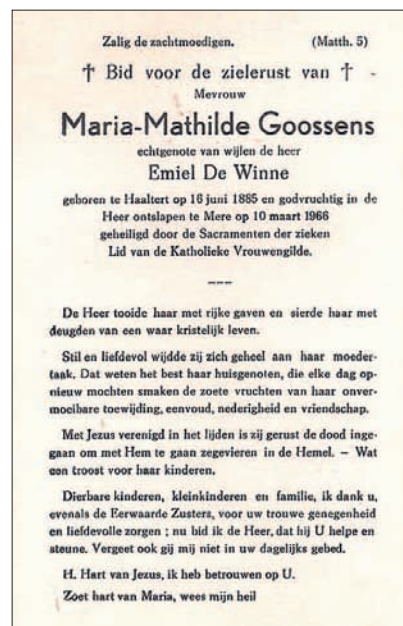 Zalig de zachtmoedigen. (Matth. 5)
† Bid voor de zielerust van † -
Mevrouw
Maria-Mathilde Goossens
echtgenote van wijlen de heer
Emiel De Winne
geboren te Haaltert op 16 juni 1885 en godvruchtig in de
Heer ontslapen te Mere op 10 maart 1966
geheiligd door de Sacramenten der zieken
Lid van de Katholieke Vrouwengilde.
---
De Heer tooide haar met rijke gaven en sierde haar met
deugden van een waar kristelijk leven.
Stil en liefdevol wijdde zij zich geheel aan haar moeder-
taak. Dat weten het best haar huisgenoten, die elke dag op-
nieuw mochten smaken de zoete vruchten van haar onver-
moeibare toewijding, eenvoud, nederigheid en vriendschap.
Met Jezus verenigd in het lijden is zij gerust de dood inge-
gaan om met Hem te gaan zegevieren in de Hemel. – Wat
een troost voor haar kinderen.
Dierbare kinderen, kleinkinderen en familie, ik dank u,
evenals de Eerwaarde Zusters, voor uw trouwe genegenheid
en liefdevolle zorgen ; nu bid ik de Heer, dat hij U helpe en
steune. Vergeet ook gij mij niet in uw dagelijks gebed.
H. Hart van Jezus, ik heb betrouwen op U.
Zoet hart van Maria, wees mijn heil